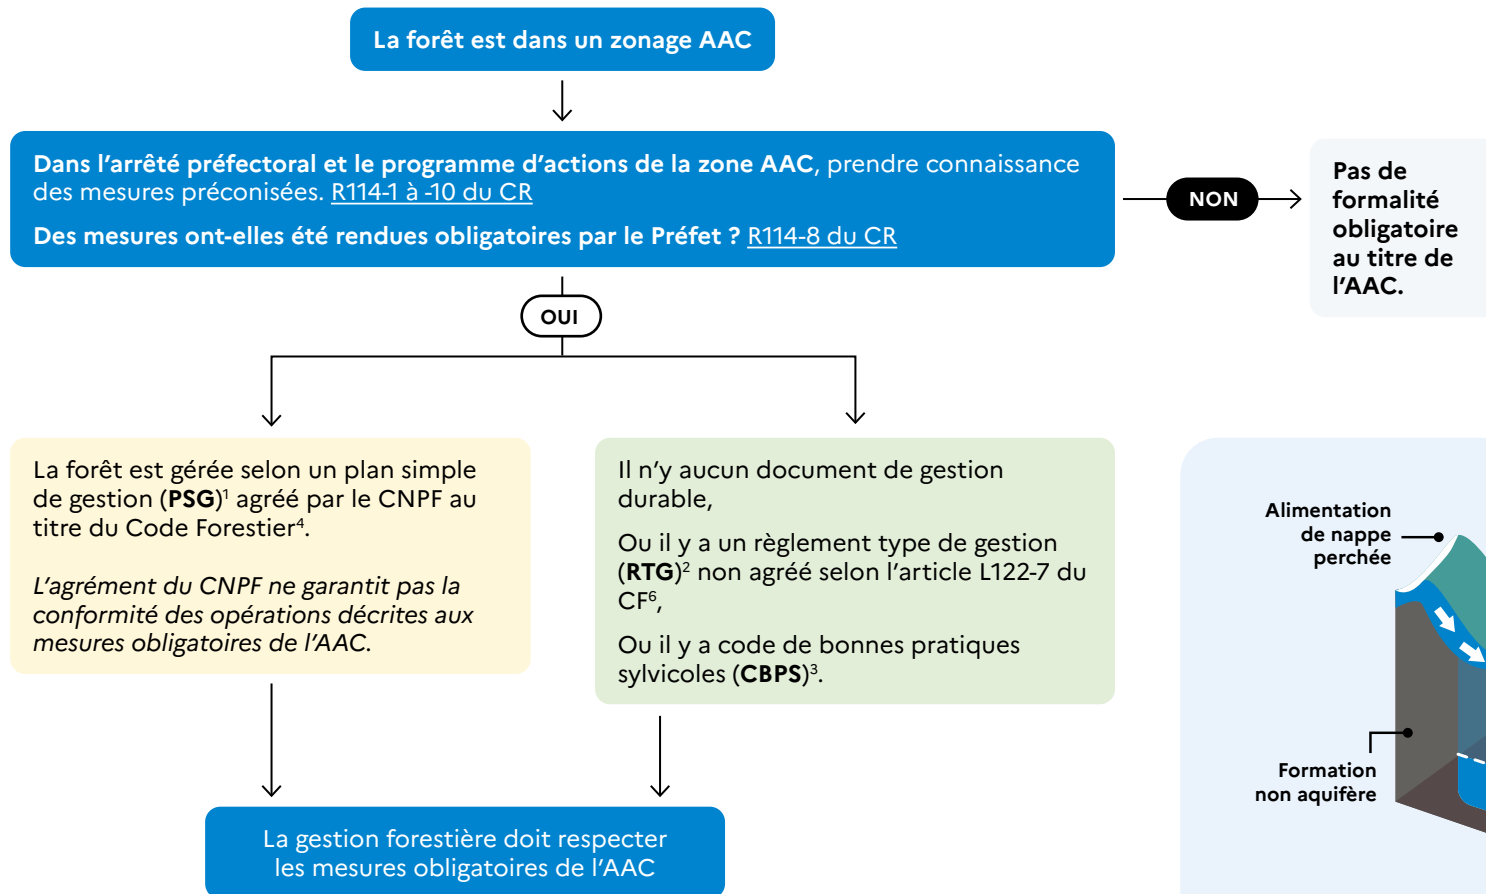 La forêt est dans un zonage AAC
Dans l'arrêté préfectoral et le programme d'actions de la zone AAC, prendre connaissance
des mesures préconisées. R114-1 à -10 du CR
Des mesures ont-elles été rendues obligatoires par le Préfet ? R114-8 du CR
NON
Pas de
formalité
obligatoire
au titre de
l'AAC.
OUI
La forêt est gérée selon un plan simple
de gestion (PSG)¹ agréé par le CNPF au
titre du Code Forestier⁴.
L'agrément du CNPF ne garantit pas la
conformité des opérations décrites aux
mesures obligatoires de l'AAC.
Il n'y aucun document de gestion
durable,
Ou il y a un règlement type de gestion
(RTG)² non agréé selon l'article L122-7 du
CF⁶,
Ou il y a code de bonnes pratiques
sylvicoles (CBPS)³.
La gestion forestière doit respecter
les mesures obligatoires de l'AAC
Alimentation
de nappe
perchée
Formation
non aquifère